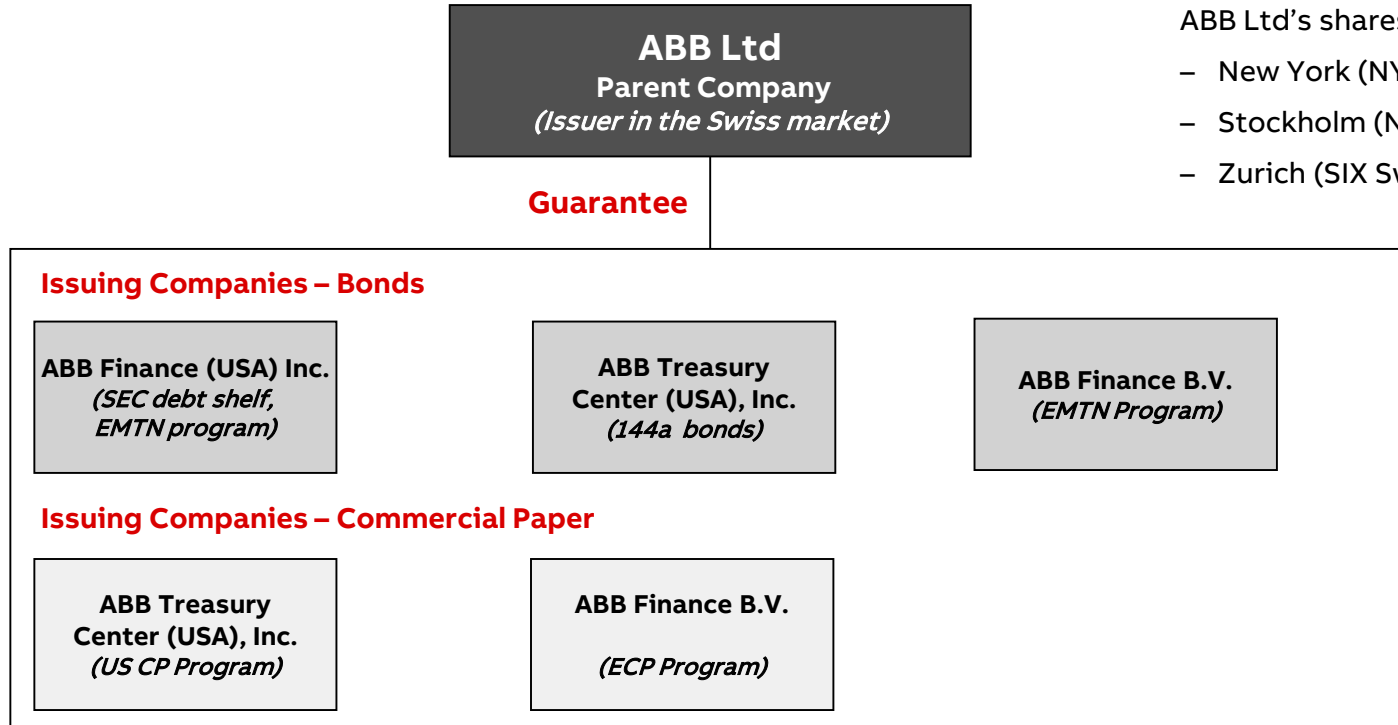 ABB Ltd
Parent Company
(Issuer in the Swiss market)
ABB Ltd’s shares
– New York (NY
– Stockholm (N
– Zurich (SIX Sw
Guarantee
Issuing Companies – Bonds
ABB Finance (USA) Inc.
(SEC debt shelf,
EMTN program)
ABB Treasury
Center (USA), Inc.
(144a bonds)
ABB Finance B.V.
(EMTN Program)
Issuing Companies – Commercial Paper
ABB Treasury
Center (USA), Inc.
(US CP Program)
ABB Finance B.V.
(ECP Program)